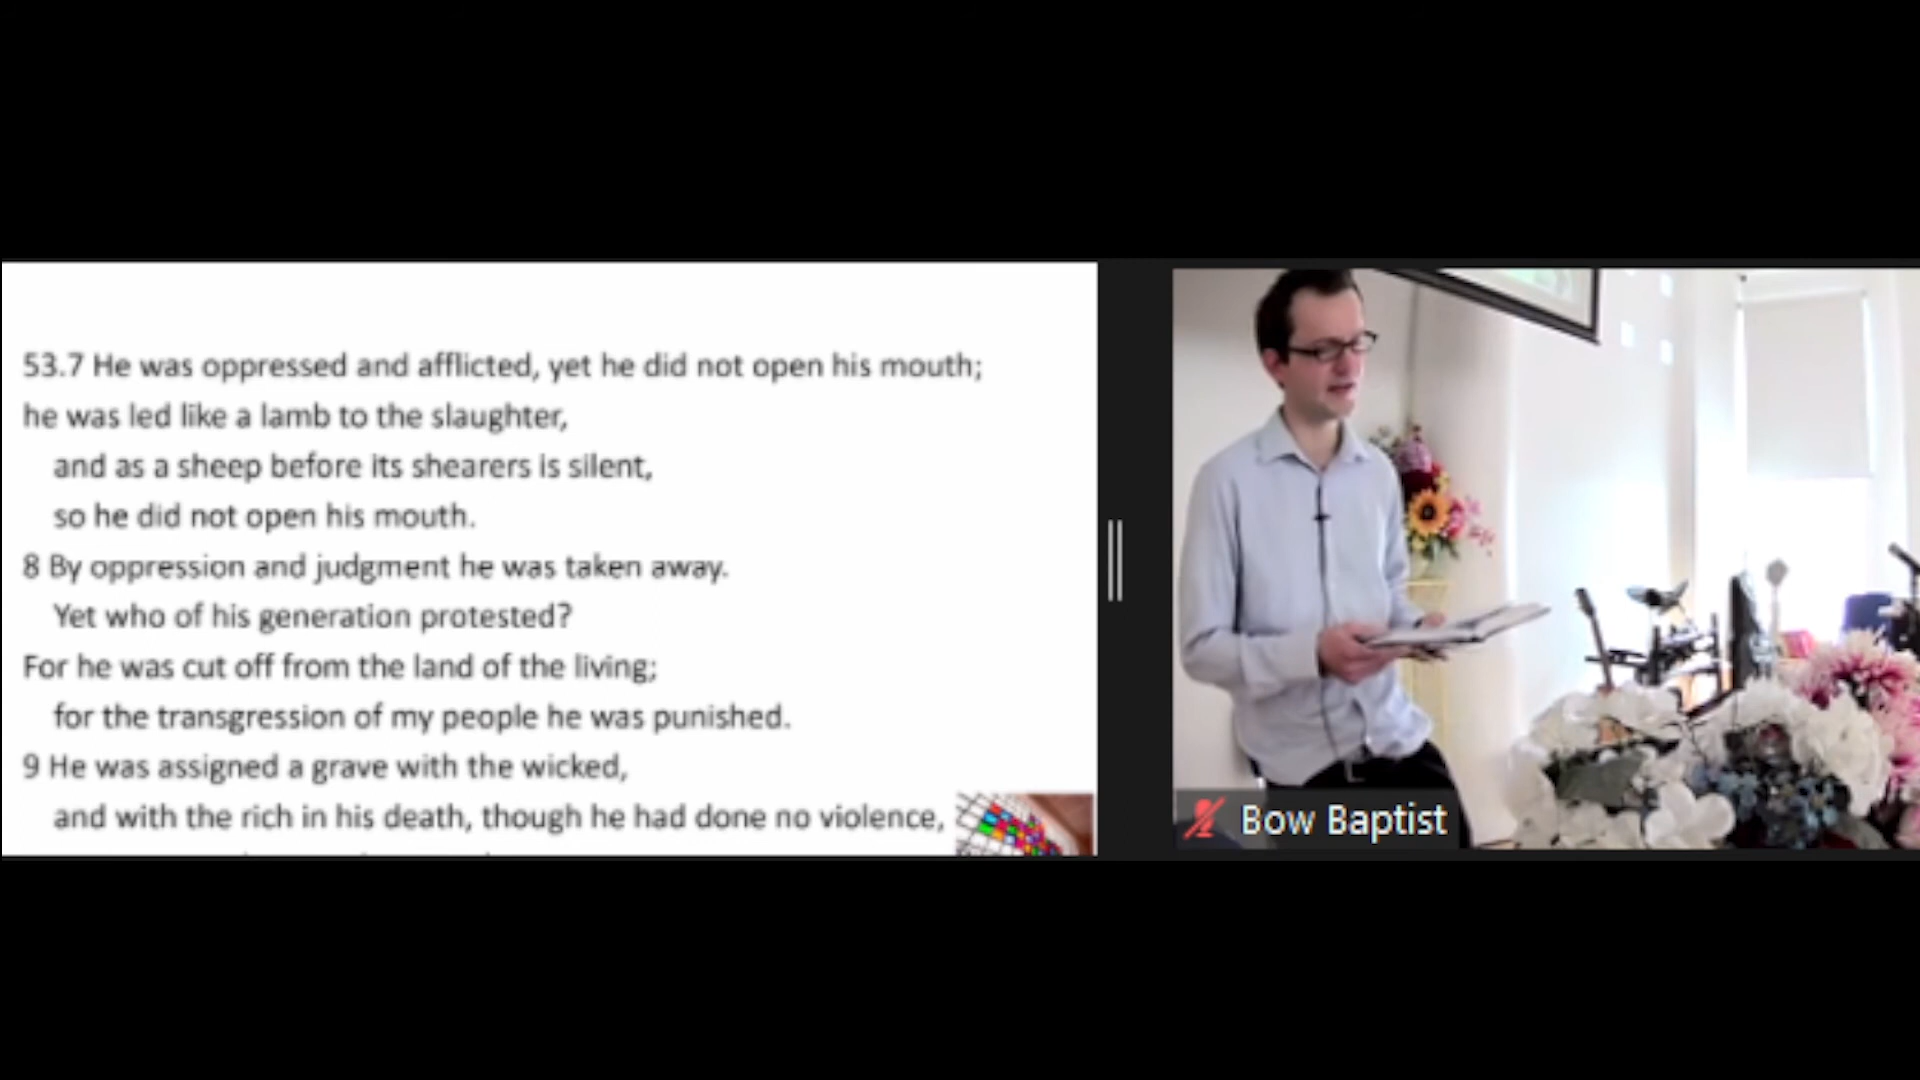 53.7 He was oppressed and afflicted, yet he did not open his mouth;
he was led like a lamb to the slaughter,
and as a sheep before its shearers is silent,
so he did not open his mouth.
8 By oppression and judgment he was taken away.
Yet who of his generation protested?
For he was cut off from the land of the living;
for the transgression of my people he was punished.
9 He was assigned a grave with the wicked,
and with the rich in his death, though he had done no violence,
Bow Baptist